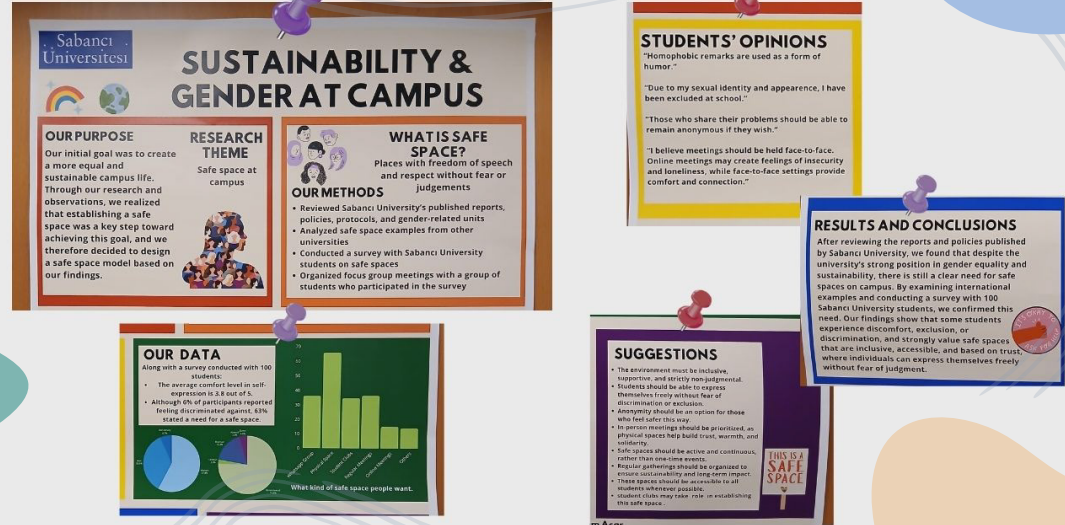 Sabancı
Üniversitesi
SUSTAINABILITY &
GENDER AT CAMPUS
OUR PURPOSE
Our initial goal was to create
a more equal and
sustainable campus life.
Through our research and
observations, we realized
that establishing a safe
space was a key step toward
achieving this goal, and we
therefore decided to design
a safe space model based on
our findings.
RESEARCH
THEME
Safe space at
campus
WHAT IS SAFE
SPACE?
Places with freedom of speech
and respect without fear or
judgements
OUR METHODS
• Reviewed Sabancı University's published reports,
policies, protocols, and gender-related units
• Analyzed safe space examples from other
universities
• Conducted a survey with Sabancı University
students on safe spaces
• Organized focus group meetings with a group of
students who participated in the survey
STUDENTS' OPINIONS
"Homophobic remarks are used as a form of
humor."
"Due to my sexual identity and appearence, I have
been excluded at school."
"Those who share their problems should be able to
remain anonymous if they wish."
"I believe meetings should be held face-to-face.
Online meetings may create feelings of insecurity
and loneliness, while face-to-face settings provide
comfort and connection."
RESULTS AND CONCLUSIONS
After reviewing the reports and policies published
by Sabancı University, we found that despite the
university's strong position in gender equality and
sustainability, there is still a clear need for safe
spaces on campus. By examining international
examples and conducting a survey with 100
Sabancı University students, we confirmed this
need. Our findings show that some students
experience discomfort, exclusion, or
discrimination, and strongly value safe spaces
that are inclusive, accessible, and based on trust,
where individuals can express themselves freely
without fear of judgment.
OUR DATA
Along with a survey conducted with 100
students:
• The average comfort level in self-
expression is 3.8 out of 5.
• Although 6% of participants reported
feeling discriminated against, 63%
stated a need for a safe space.
70
60
50
40
30
20
10
0
Physical Space
Student Clubs
Regular Meetings
Online Meetings
Others
What kind of safe space people want.
SUGGESTIONS
• The environment must be inclusive,
supportive, and strictly non-judgmental.
• Students should be able to express
themselves freely without fear of
discrimination or exclusion.
• Anonymity should be an option for those
who feel safer this way.
• In-person meetings should be prioritized, as
physical spaces help build trust, warmth, and
solidarity.
• Safe spaces should be active and continuous,
rather than one-time events.
• Regular gatherings should be organized to
ensure sustainability and long-term impact.
• These spaces should be accessible to all
students whenever possible.
• student clubs may take role in establishing
this safe space.
THIS IS A
SAFE
SPACE